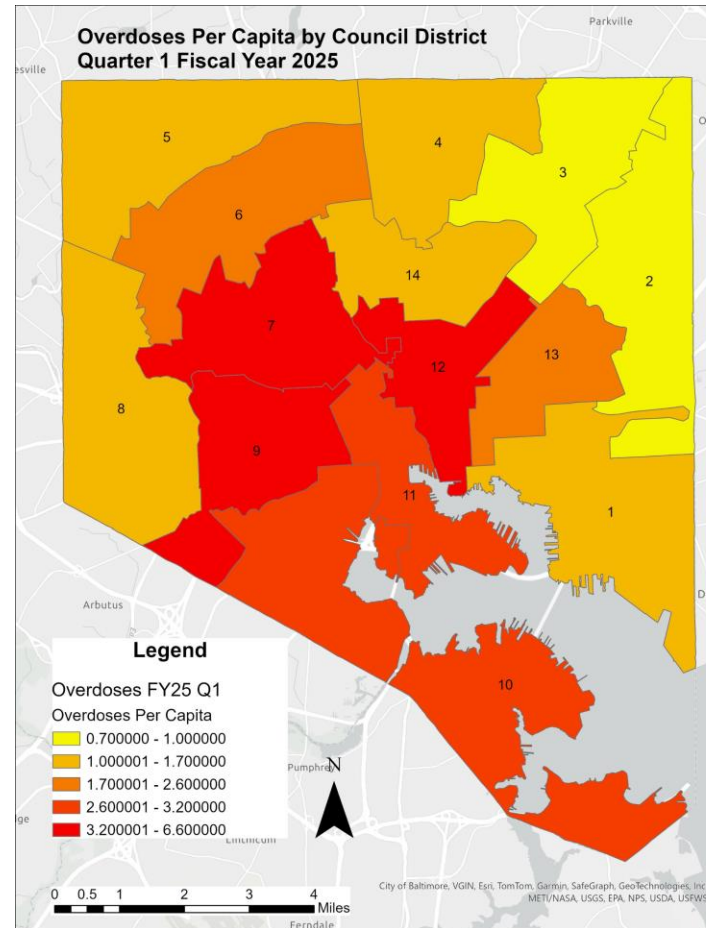 Overdoses Per Capita by Council District
Quarter 1 Fiscal Year 2025
Parkville
esville
5
4
3
6
14
2
7
13
12
8
9
11
1
Arbutus
10
Legend
Overdoses FY25 Q1
Overdoses Per Capita
0.700000 - 1.000000
1.000001 - 1.700000
1.700001 - 2.600000
2.600001 - 3.200000
3.200001 - 6.600000
Pumphrey
N
Linthicum
0 0.5 1 2 3 4
Miles
City of Baltimore, VGIN, Esri, TomTom, Garmin, SafeGraph, GeoTechnologies, Inc
METI/NASA, USGS, EPA, NPS, USDA, USFWS
Ferndale